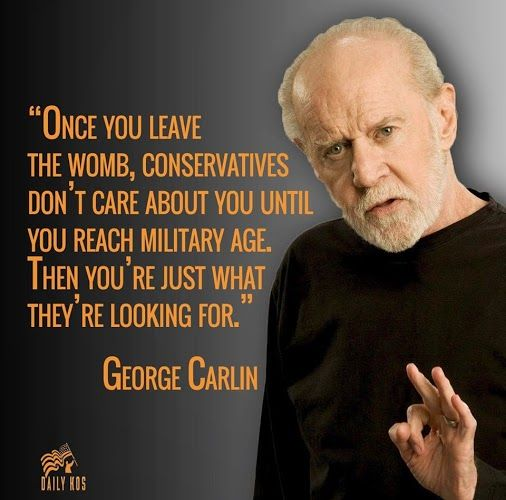 “ONCE YOU LEAVE
THE WOMB, CONSERVATIVES
DON'T CARE ABOUT YOU UNTIL
YOU REACH MILITARY AGE.
THEN YOU'RE JUST WHAT
THEY'RE LOOKING FOR.”
GEORGE CARLIN
DAILY KOS